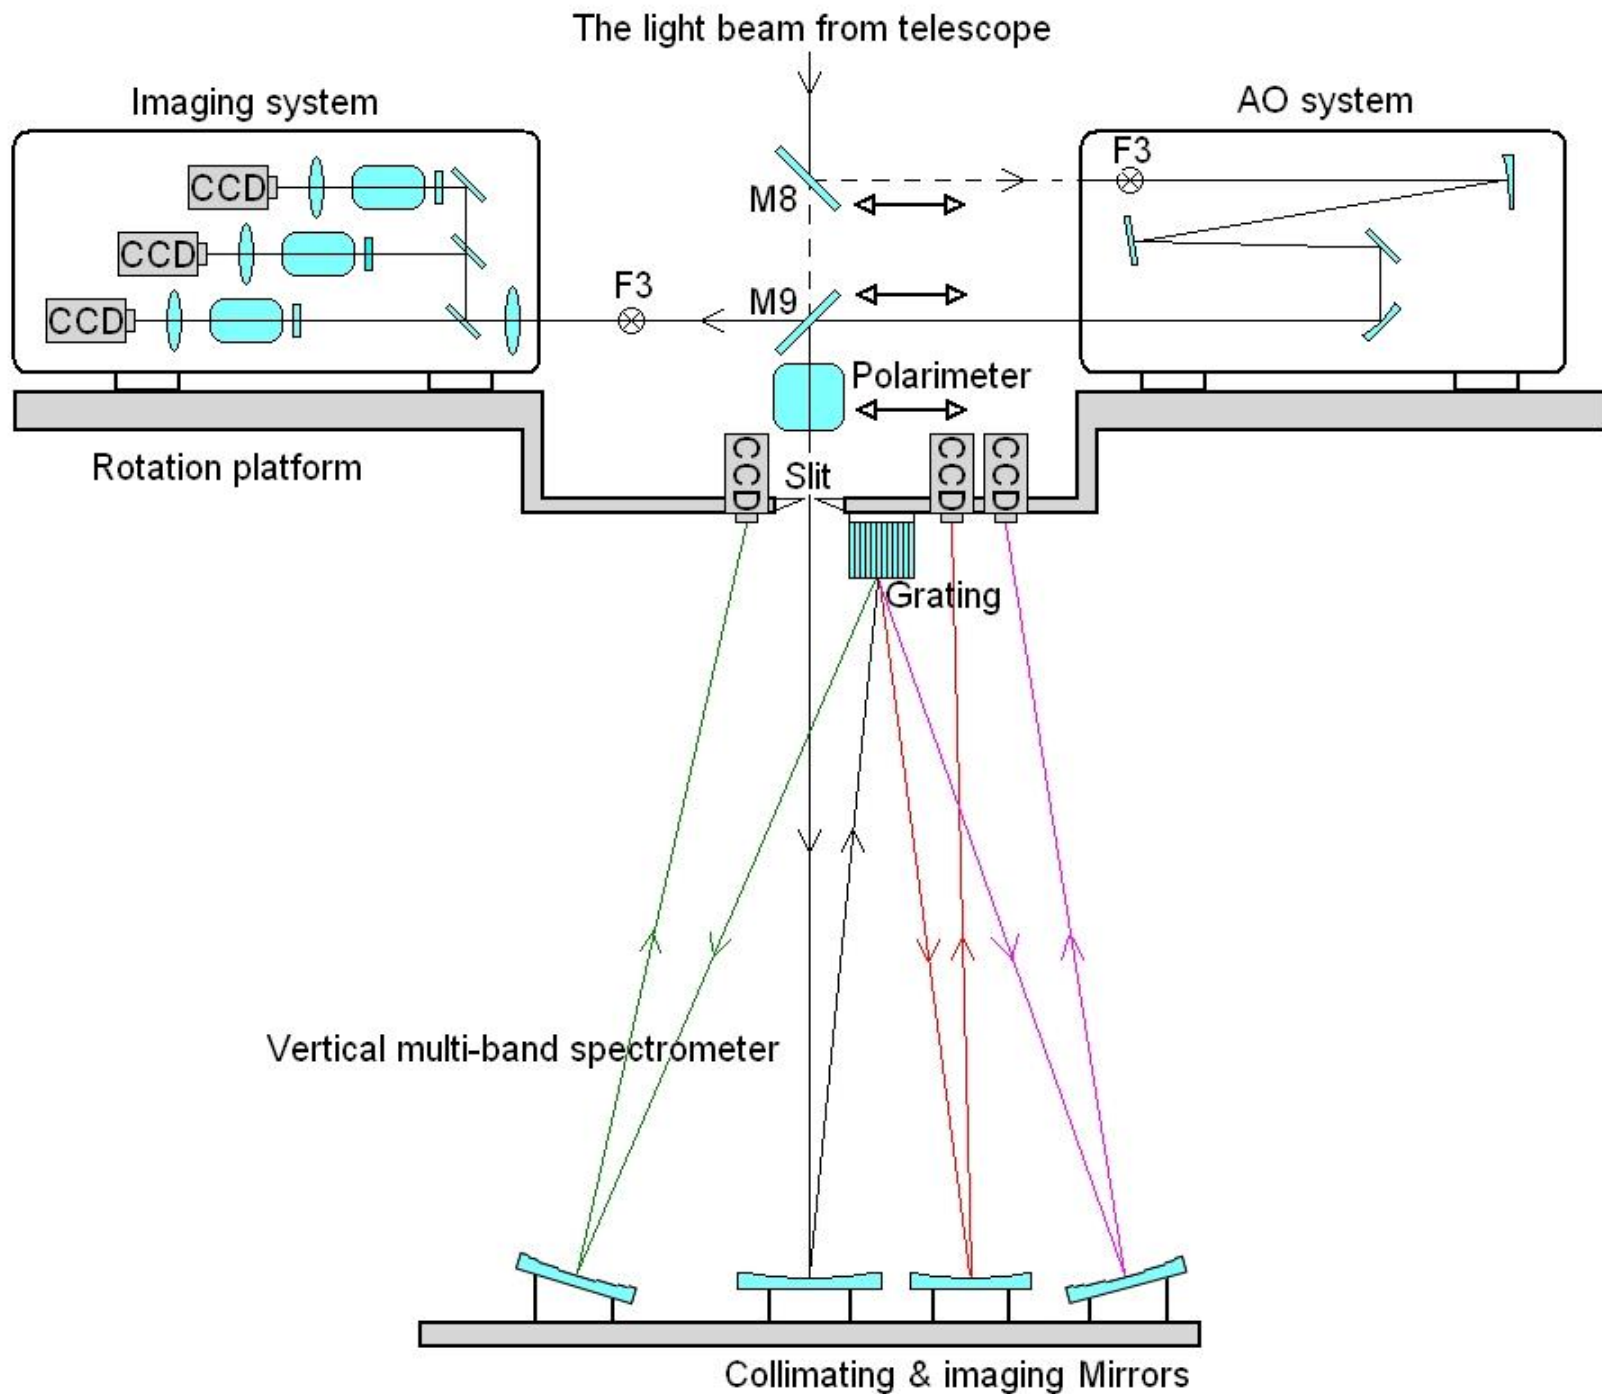 The light beam from telescope
Imaging system
AO system
F3
CCD
M8
CCD
F3
M9
CCD
Polarimeter
Rotation platform
CCD
Slit
CCD
CCD
Grating
Vertical multi-band spectrometer
Collimating & imaging Mirrors